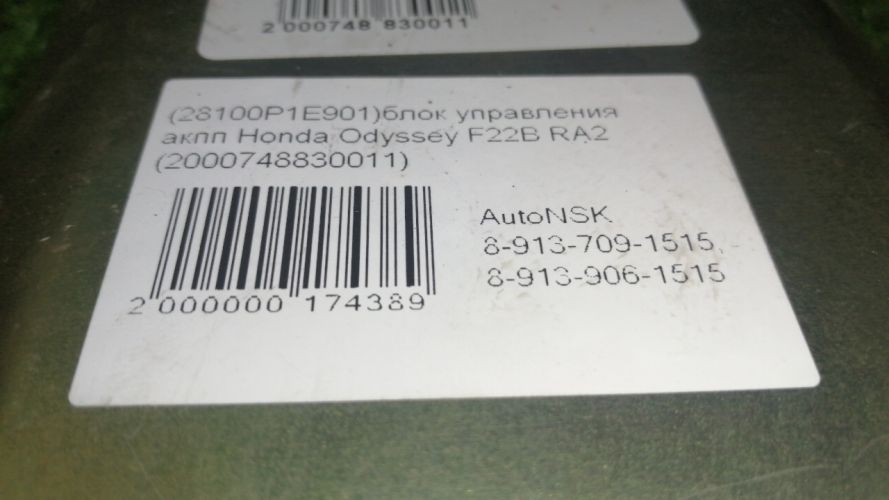 2 000748 830011
(28100P1E901)блок управления
акпп Honda Odyssey F22B RA2
(2000748830011)
AutoNSK
8-913-709-1515,
8-913-906-1515
2 000000 174389